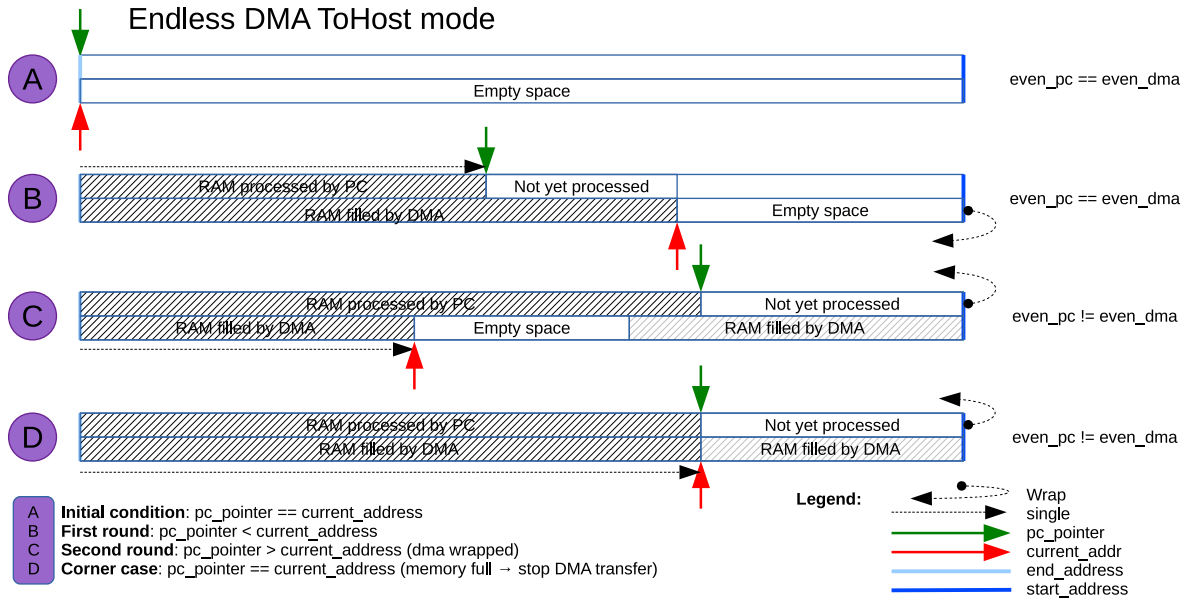 Endless DMA ToHost mode
A
Empty space
even_pc == even_dma
B
RAM processed by PC
Not yet processed
RAM filled by DMA
Empty space
even_pc == even_dma
C
RAM processed by PC
Not yet processed
RAM filled by DMA
Empty space
RAM filled by DMA
even_pc != even_dma
D
RAM processed by PC
Not yet processed
RAM filled by DMA
RAM filled by DMA
even_pc != even_dma
A Initial condition: pc_pointer == current_address
B First round: pc_pointer < current_address
C Second round: pc_pointer > current_address (dma wrapped)
D Corner case: pc_pointer == current_address (memory full → stop DMA transfer)
Legend:
Wrap
single
pc_pointer
current_addr
end_address
start_address